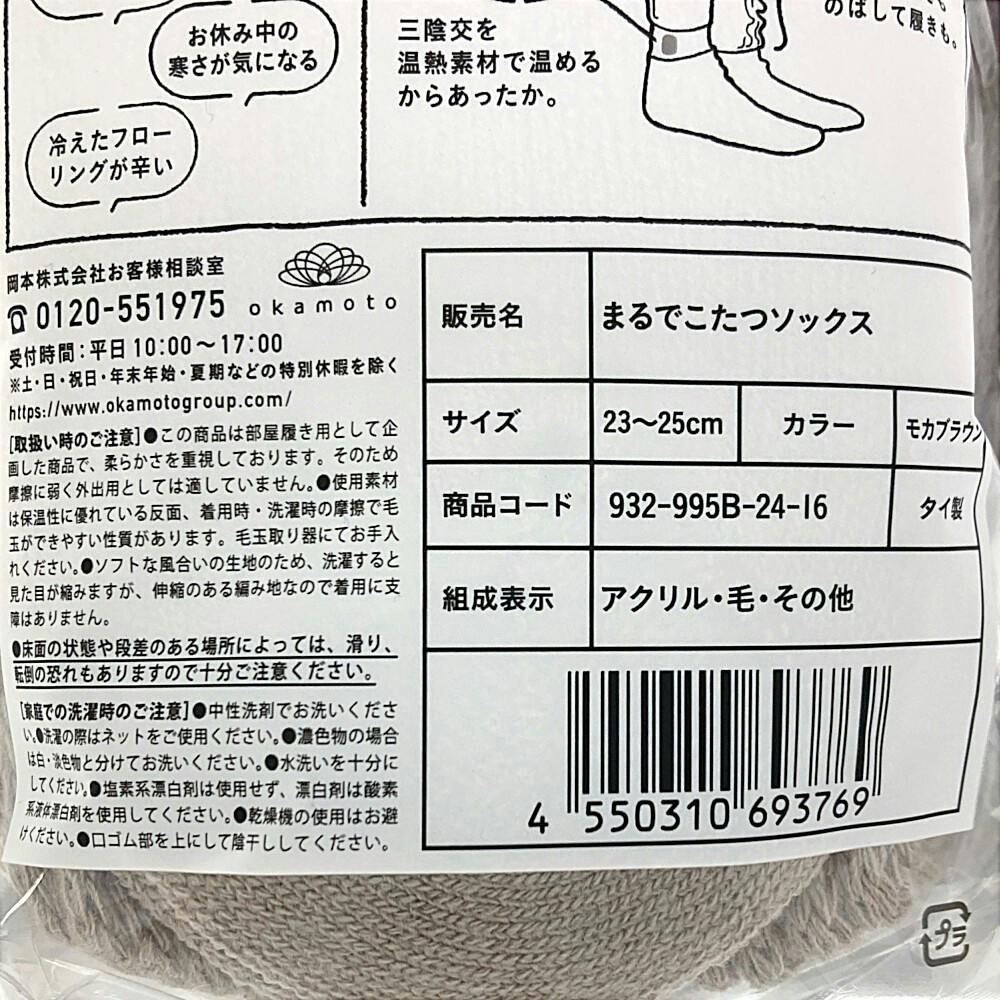 お休み中の
寒さが気になる
冷えたフロー
リングが辛い
三陰交を
温熱素材で温める
からあったか。
のばして履きも。
岡本株式会社お客様相談室
0120-551975
okamoto
受付時間：平日10:00〜17:00
※土・日・祝日・年末年始・夏期などの特別休暇を除く
https://www.okamotogroup.com/
[取扱い時のご注意]●この商品は部屋履き用として企
画した商品で、柔らかさを重視しております。そのため
摩擦に弱く外出用としては適していません。●使用素材
は保温性に優れている反面、着用時・洗濯時の摩擦で毛
玉ができやすい性質があります。毛玉取り器にてお手入
れください。●ソフトな風合いの生地のため、洗濯すると
見た目が縮みますが、伸縮のある編み地なので着用に支
障はありません。
●床面の状態や段差のある場所によっては、滑り、
転倒の恐れもありますので十分ご注意ください。
[家庭での洗濯時のご注意]●中性洗剤でお洗いくださ
い。●洗濯の際はネットをご使用ください。●濃色物の場合
は白・淡色物と分けてお洗いください。●水洗いを十分に
してください。●塩素系漂白剤は使用せず、漂白剤は酸素
系液体漂白剤を使用してください。●乾燥機の使用はお避
けください。●口ゴム部を上にして陰干ししてください。
販売名 まるでこたつソックス
サイズ 23〜25cm カラー モカブラウン
商品コード 932-995B-24-16 タイ製
組成表示 アクリル・毛・その他
4 550310 693769
プラ